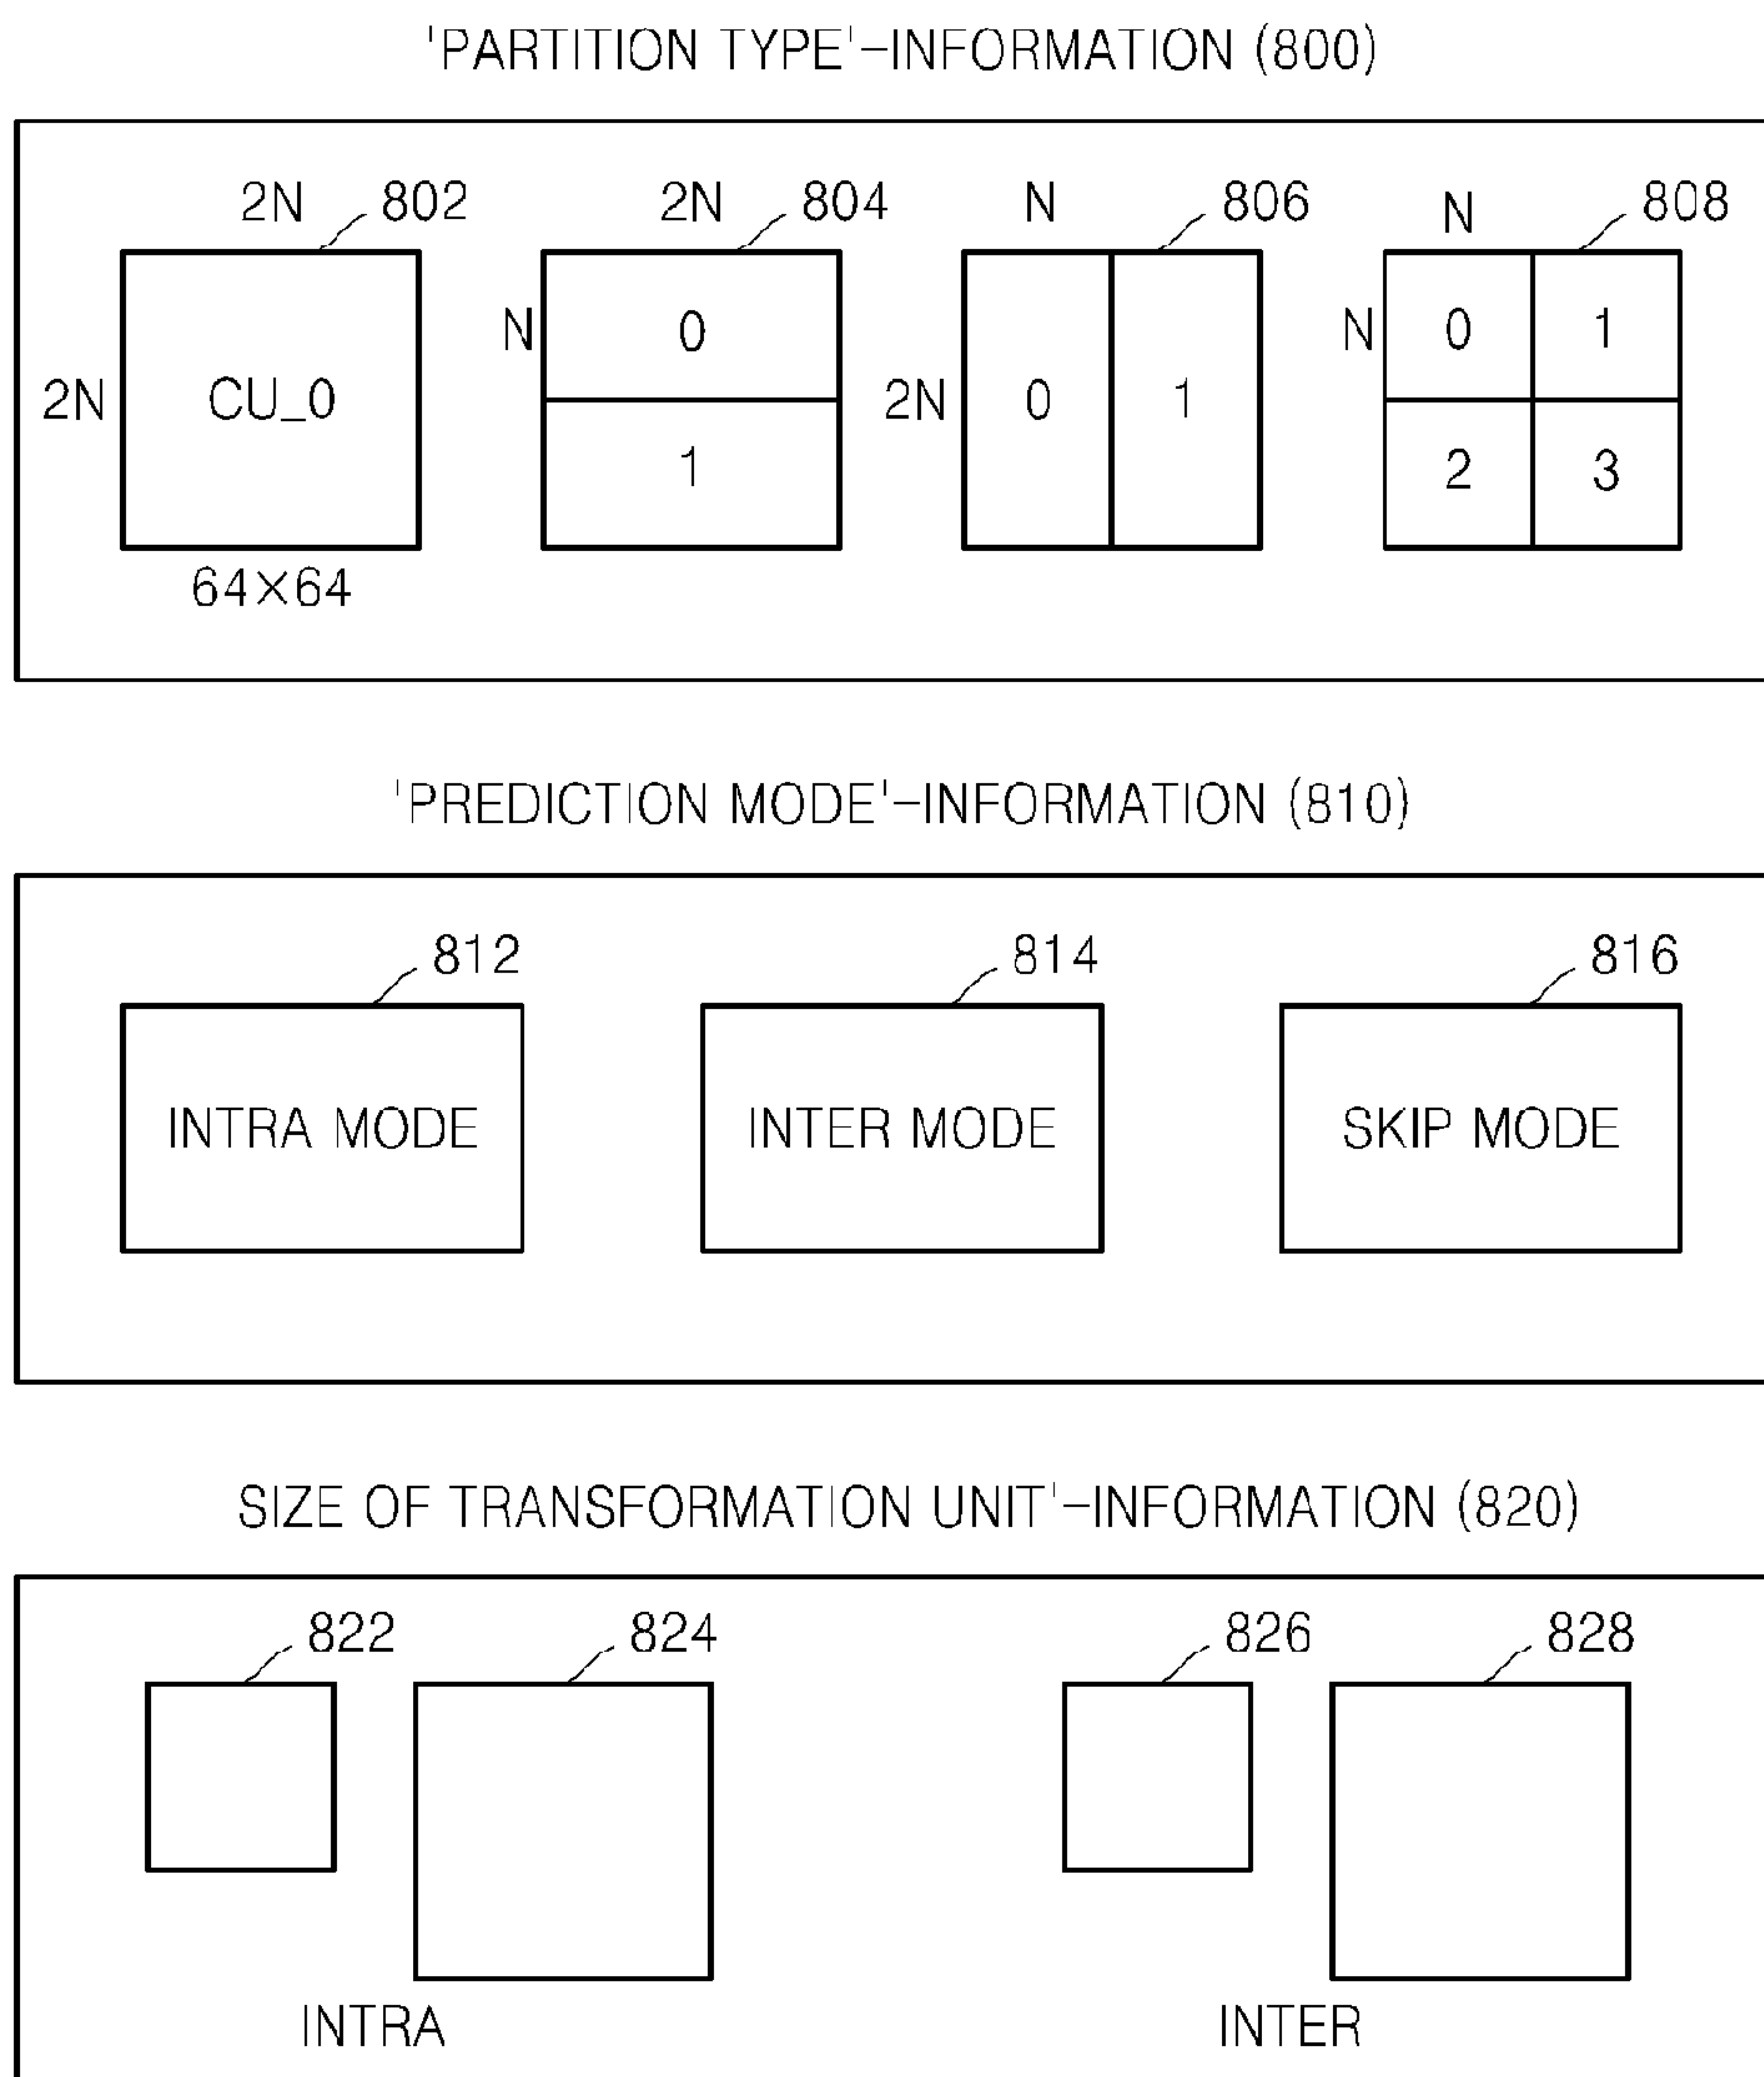 'PARTITION TYPE'-INFORMATION (800)
2N 802 2N 804 N 806 N 808
N 0 N 0 1
2N CU_0 2N 0 1
1 2 3
64×64
'PREDICTION MODE'-INFORMATION (810)
812 814 816
INTRA MODE INTER MODE SKIP MODE
SIZE OF TRANSFORMATION UNIT'-INFORMATION (820)
822 824 826 828
INTRA INTER